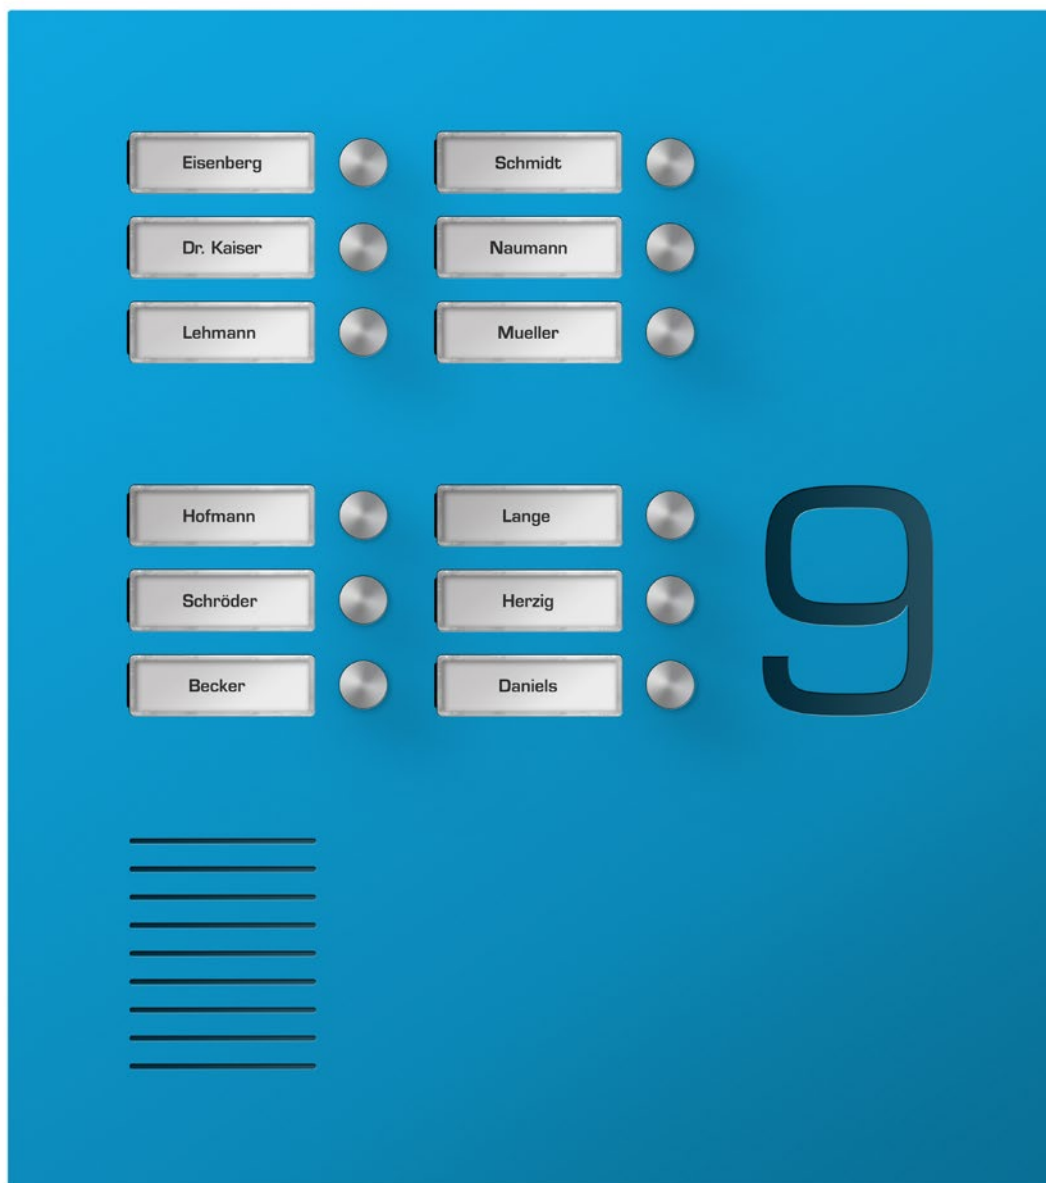 Eisenberg
Schmidt
Dr. Kaiser
Naumann
Lehmann
Mueller
Hofmann
Lange
Schröder
Herzig
Becker
Daniels
9